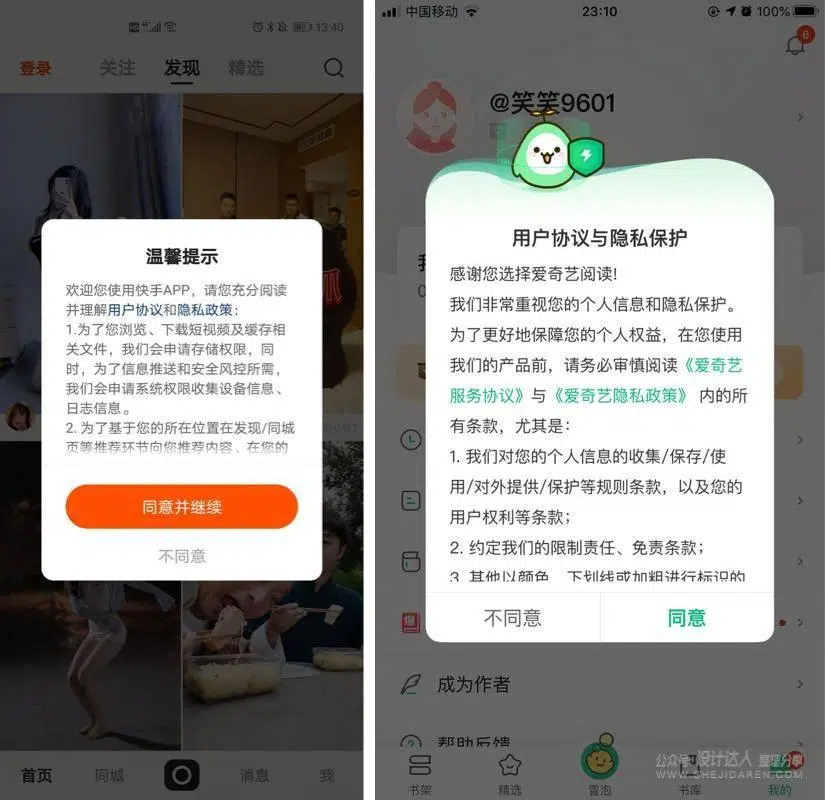 13:40
登录
关注
发现
精选
温馨提示
欢迎您使用快手APP，请您充分阅读
并理解用户协议和隐私政策：
1.为了您浏览、下载短视频及缓存相
关文件，我们会申请存储权限，同
时，为了信息推送和安全风控所需，
我们会申请系统权限收集设备信息、
日志信息。
2. 为了基于您的所在位置在发现/同城
页等推荐环节向您推荐内容、在您的
同意并继续
不同意
首页
同城
消息
我
中国移动
23:10
100%
6
@笑笑9601
用户协议与隐私保护
感谢您选择爱奇艺阅读!
我们非常重视您的个人信息和隐私保护。
为了更好地保障您的个人权益，在您使用
我们的产品前，请务必审慎阅读《爱奇艺
服务协议》与《爱奇艺隐私政策》 内的所
有条款，尤其是：
1. 我们对您的个人信息的收集/保存/使
用/对外提供/保护等规则条款，以及您的
用户权利等条款；
2. 约定我们的限制责任、免责条款；
3. 其他以颜色、下划线或加粗进行标识的
不同意
同意
成为作者
帮助反馈
书架
精选
冒泡
书库
我的
公众号 设计达人 整理分享
WWW.SHEJIDAREN.COM